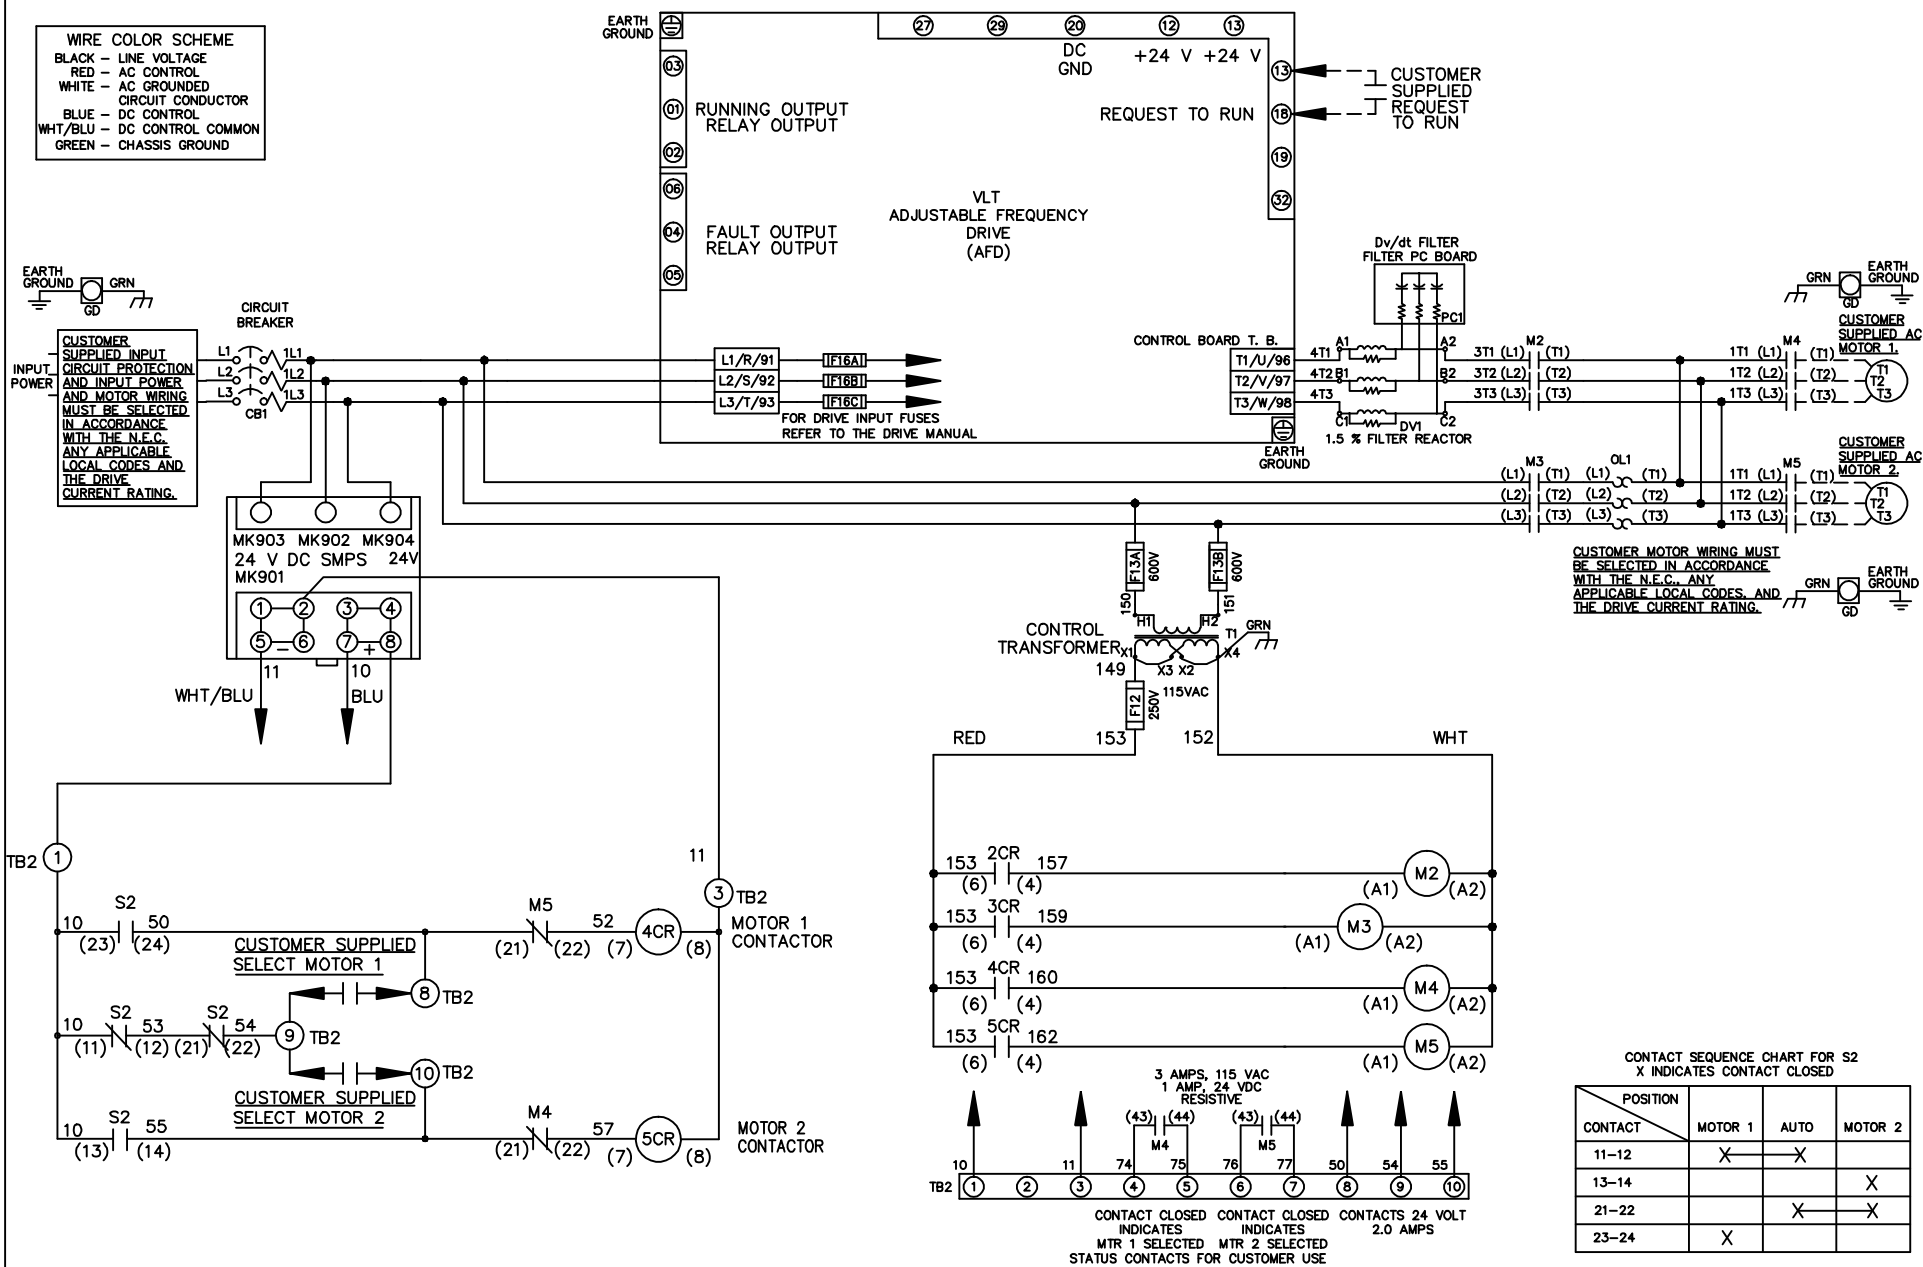 WIRE COLOR SCHEME
BLACK – LINE VOLTAGE
RED – AC CONTROL
WHITE – AC GROUNDED
CIRCUIT CONDUCTOR
BLUE – DC CONTROL
WHT/BLU – DC CONTROL COMMON
GREEN – CHASSIS GROUND
EARTH
GROUND
27 29 20 12 13
DC
GND
+24 V +24 V
03
01
02
RUNNING OUTPUT
RELAY OUTPUT
06
04
05
FAULT OUTPUT
RELAY OUTPUT
13
18
19
32
REQUEST TO RUN
CUSTOMER
SUPPLIED
REQUEST
TO RUN
VLT
ADJUSTABLE FREQUENCY
DRIVE
(AFD)
EARTH
GROUND
GRN
GD
CIRCUIT
BREAKER
INPUT
POWER
CUSTOMER
SUPPLIED INPUT
CIRCUIT PROTECTION
AND INPUT POWER
AND MOTOR WIRING
MUST BE SELECTED
IN ACCORDANCE
WITH THE N.E.C.
ANY APPLICABLE
LOCAL CODES AND
THE DRIVE
CURRENT RATING.
L1 1L1
L2 1L2
L3 1L3
CB1
L1/R/91 F16A
L2/S/92 F16B
L3/T/93 F16C
FOR DRIVE INPUT FUSES
REFER TO THE DRIVE MANUAL
CONTROL BOARD T. B.
T1/U/96
T2/V/97
T3/W/98
EARTH
GROUND
Dv/dt FILTER
FILTER PC BOARD
PC1
4T1 A1 A2
4T2 B1 B2
4T3 C1 C2
DV1
1.5 % FILTER REACTOR
M2
3T1 (L1) (T1)
3T2 (L2) (T2)
3T3 (L3) (T3)
GRN
GD
EARTH
GROUND
CUSTOMER
SUPPLIED AC
MOTOR 1.
M4
1T1 (L1) (T1)
1T2 (L2) (T2)
1T3 (L3) (T3)
T1
T2
T3
M3 OL1
(L1) (T1) (L1) (T1)
(L2) (T2) (L2) (T2)
(L3) (T3) (L3) (T3)
CUSTOMER
SUPPLIED AC
MOTOR 2.
M5
1T1 (L1) (T1)
1T2 (L2) (T2)
1T3 (L3) (T3)
T1
T2
T3
CUSTOMER MOTOR WIRING MUST
BE SELECTED IN ACCORDANCE
WITH THE N.E.C., ANY
APPLICABLE LOCAL CODES, AND
THE DRIVE CURRENT RATING.
GRN
GD
EARTH
GROUND
MK903 MK902 MK904
24 V DC SMPS 24V
MK901
1 2 3 4
5 – 6 7 + 8
11 10
WHT/BLU BLU
F13A 600V
F13B 600V
150 151
H1 H2
CONTROL
TRANSFORMER
T1
GRN
X1 X3 X2 X4
149
115VAC
F12 250V
153 152
RED WHT
TB2 1
11
3 TB2
S2
10 50
(23) (24)
M5
(21) (22)
52
(7) 4CR (8)
MOTOR 1
CONTACTOR
CUSTOMER SUPPLIED
SELECT MOTOR 1
8 TB2
S2 S2
10 53 54
(11) (12) (21) (22)
9 TB2
10 TB2
CUSTOMER SUPPLIED
SELECT MOTOR 2
S2
10 55
(13) (14)
M4
(21) (22)
57
(7) 5CR (8)
MOTOR 2
CONTACTOR
2CR
153 157
(6) (4)
(A1) M2 (A2)
3CR
153 159
(6) (4)
(A1) M3 (A2)
4CR
153 160
(6) (4)
(A1) M4 (A2)
5CR
153 162
(6) (4)
(A1) M5 (A2)
3 AMPS, 115 VAC
1 AMP, 24 VDC
RESISTIVE
(43) (44) (43) (44)
M4 M5
10 11 74 75 76 77 50 54 55
TB2 1 2 3 4 5 6 7 8 9 10
CONTACT CLOSED
INDICATES
MTR 1 SELECTED
CONTACT CLOSED
INDICATES
MTR 2 SELECTED
CONTACTS 24 VOLT
2.0 AMPS
STATUS CONTACTS FOR CUSTOMER USE
CONTACT SEQUENCE CHART FOR S2
X INDICATES CONTACT CLOSED
POSITION
CONTACT MOTOR 1 AUTO MOTOR 2
11–12 X X
13–14 X
21–22 X X
23–24 X